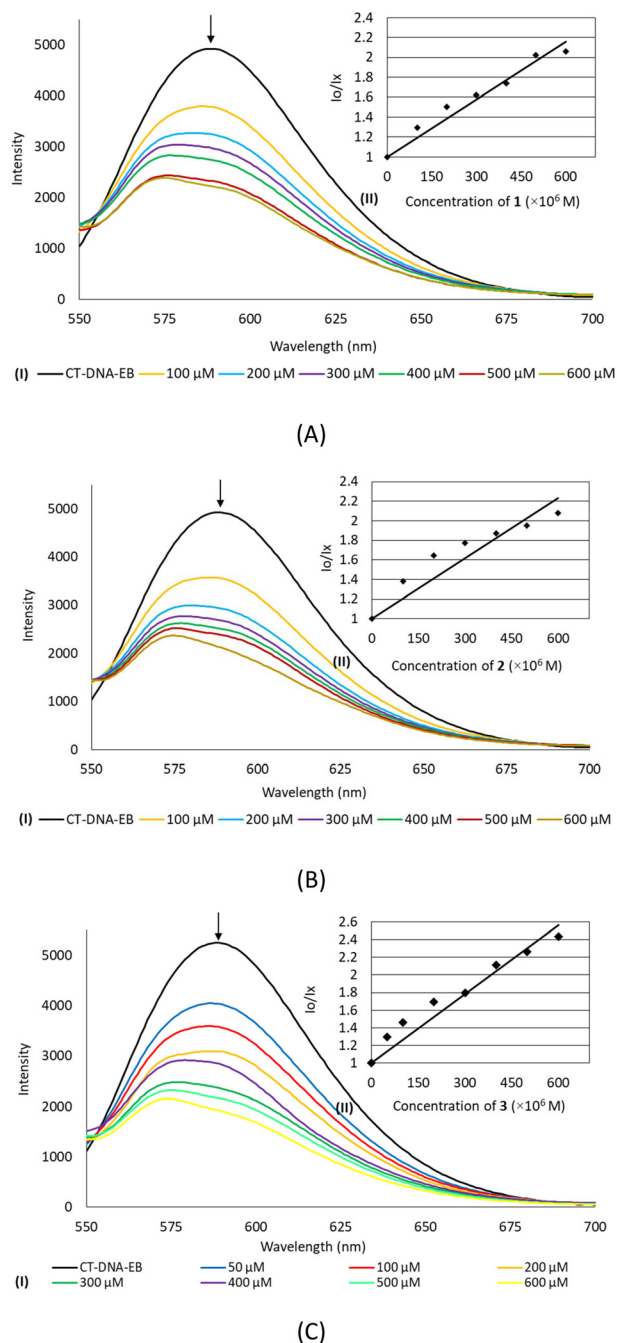 5000
4000
3000
2000
1000
0
Intensity
550 575 600 625 650 675 700
Wavelength (nm)
2.4
2.2
2
1.8
1.6
1.4
1.2
1
Io/Ix
0 150 300 450 600
(II) Concentration of 1 (×10⁶ M)
(I) CT-DNA-EB 100 µM 200 µM 300 µM 400 µM 500 µM 600 µM
(A)
5000
4000
3000
2000
1000
0
Intensity
550 575 600 625 650 675 700
Wavelength (nm)
2.4
2.2
2
1.8
1.6
1.4
1.2
1
Io/Ix
0 150 300 450 600
(II) Concentration of 2 (×10⁶ M)
(I) CT-DNA-EB 100 µM 200 µM 300 µM 400 µM 500 µM 600 µM
(B)
5000
4000
3000
2000
1000
0
Intensity
550 575 600 625 650 675 700
Wavelength (nm)
2.6
2.4
2.2
2
1.8
1.6
1.4
1.2
1
Io/Ix
0 150 300 450 600
(II) Concentration of 3 (×10⁶ M)
CT-DNA-EB 50 µM 100 µM 200 µM
(I) 300 µM 400 µM 500 µM 600 µM
(C)